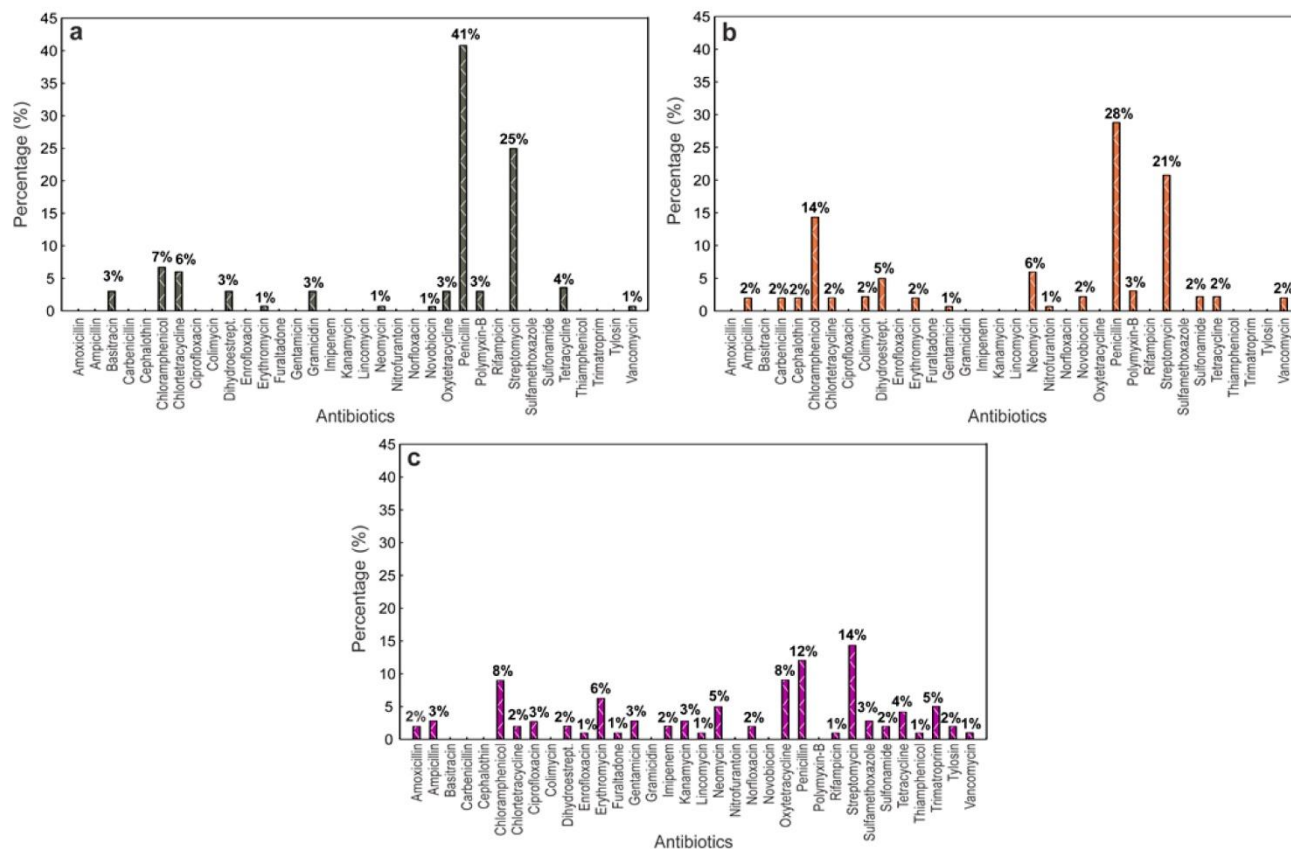 a
Percentage (%)
45
40
35
30
25
20
15
10
5
0
3%
7%
6%
3%
1%
3%
1%
1%
3%
41%
3%
25%
4%
1%
Amoxicillin
Ampicillin
Basitracin
Carbenicillin
Cephalothin
Chloramphenicol
Chlortetracycline
Ciprofloxacin
Colimycin
Dihydroestrept.
Enrofloxacin
Erythromycin
Furaltadone
Gentamicin
Gramicidin
Imipenem
Kanamycin
Lincomycin
Neomycin
Nitrofurantoin
Norfloxacin
Novobiocin
Oxytetracycline
Penicillin
Polymyxin-B
Rifampicin
Streptomycin
Sulfamethoxazole
Sulfonamide
Tetracycline
Thiamphenicol
Trimatroprim
Tylosin
Vancomycin
Antibiotics
b
Percentage (%)
45
40
35
30
25
20
15
10
5
0
2%
2%
2%
14%
2%
2%
5%
2%
1%
6%
1%
2%
28%
3%
21%
2%
2%
2%
Amoxicillin
Ampicillin
Basitracin
Carbenicillin
Cephalothin
Chloramphenicol
Chlortetracycline
Ciprofloxacin
Colimycin
Dihydroestrept.
Enrofloxacin
Erythromycin
Furaltadone
Gentamicin
Gramicidin
Imipenem
Kanamycin
Lincomycin
Neomycin
Nitrofurantoin
Norfloxacin
Novobiocin
Oxytetracycline
Penicillin
Polymyxin-B
Rifampicin
Streptomycin
Sulfamethoxazole
Sulfonamide
Tetracycline
Thiamphenicol
Trimatroprim
Tylosin
Vancomycin
Antibiotics
c
Percentage (%)
45
40
35
30
25
20
15
10
5
0
2%
3%
8%
2%
3%
2%
1%
6%
1%
3%
2%
3%
1%
5%
2%
8%
12%
1%
14%
3%
2%
4%
1%
5%
2%
1%
Amoxicillin
Ampicillin
Basitracin
Carbenicillin
Cephalothin
Chloramphenicol
Chlortetracycline
Ciprofloxacin
Colimycin
Dihydroestrept.
Enrofloxacin
Erythromycin
Furaltadone
Gentamicin
Gramicidin
Imipenem
Kanamycin
Lincomycin
Neomycin
Nitrofurantoin
Norfloxacin
Novobiocin
Oxytetracycline
Penicillin
Polymyxin-B
Rifampicin
Streptomycin
Sulfamethoxazole
Sulfonamide
Tetracycline
Thiamphenicol
Trimatroprim
Tylosin
Vancomycin
Antibiotics